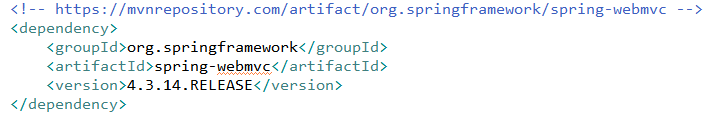 <!-- https://mvnrepository.com/artifact/org.springframework/spring-webmvc -->
<dependency>
    <groupId>org.springframework</groupId>
    <artifactId>spring-webmvc</artifactId>
    <version>4.3.14.RELEASE</version>
</dependency>